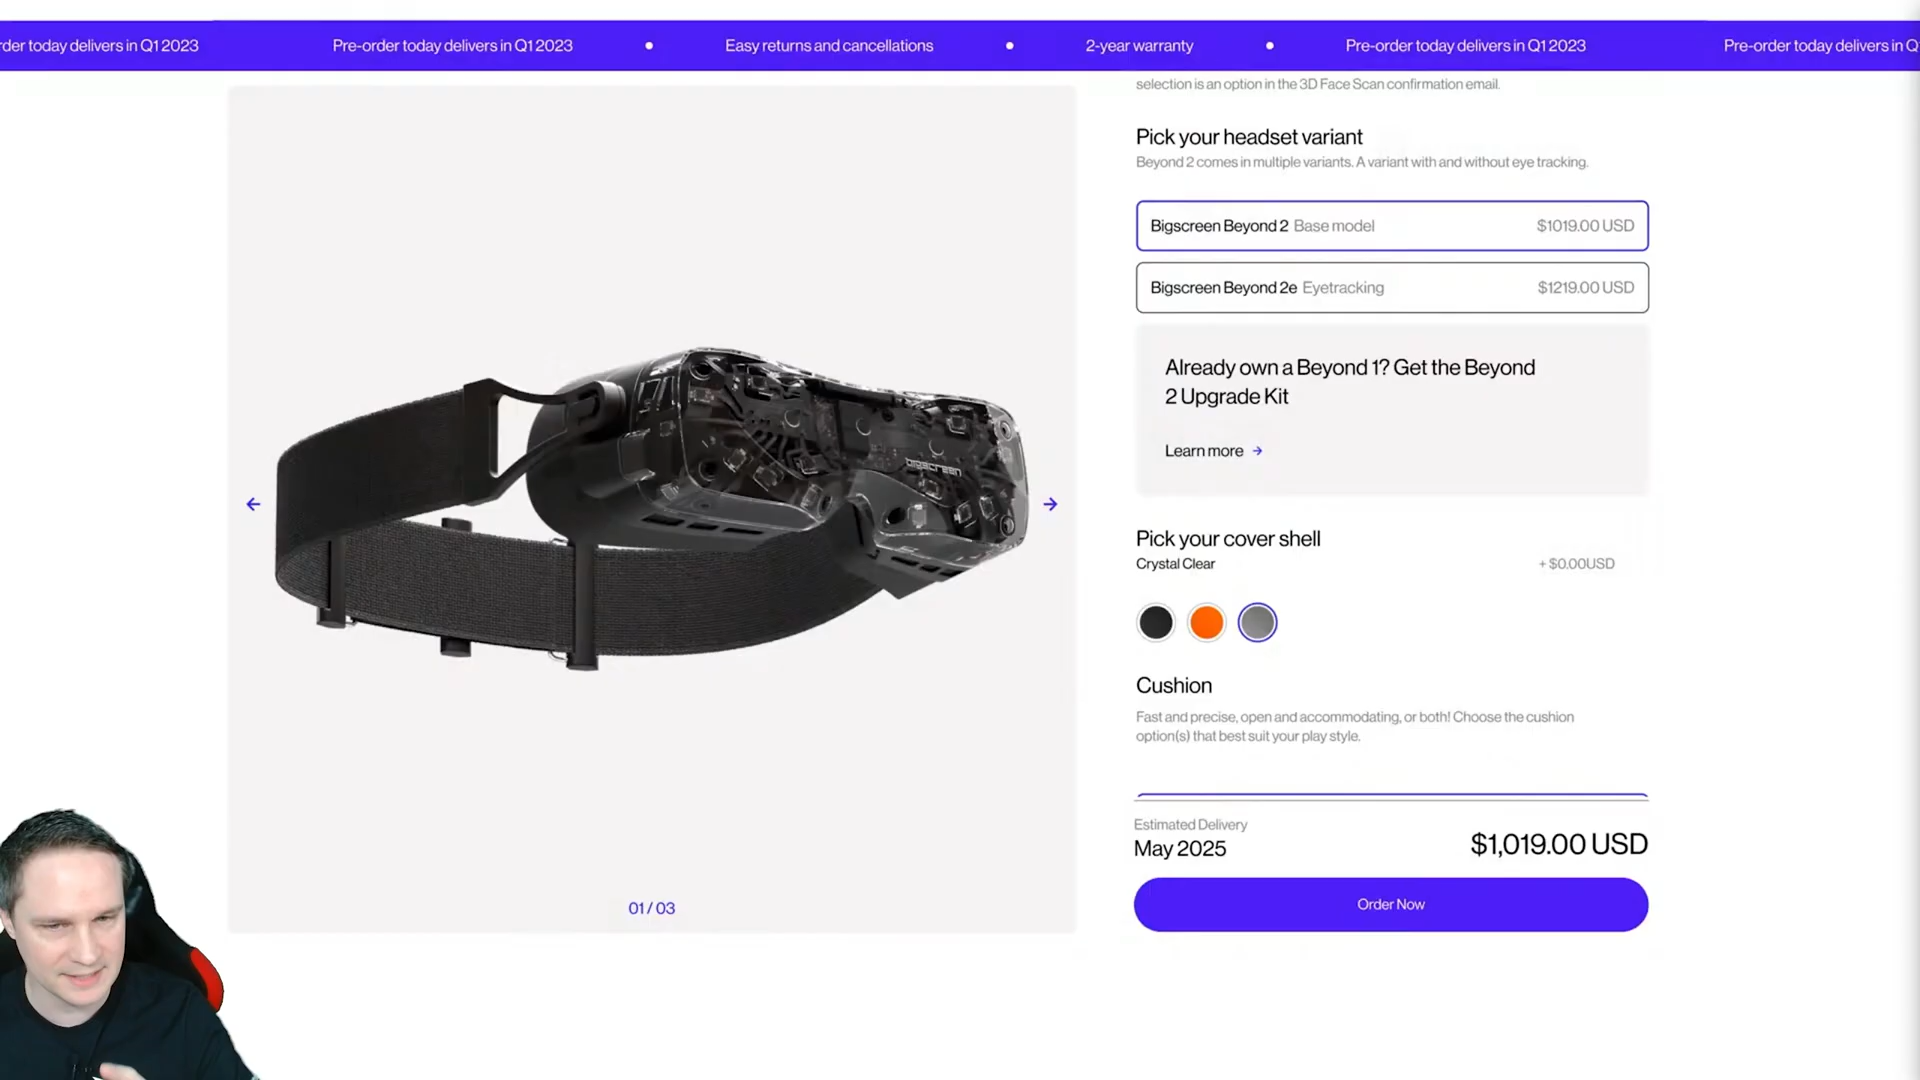 rder today delivers in Q1 2023
Pre-order today delivers in Q1 2023
Easy returns and cancellations
2-year warranty
Pre-order today delivers in Q1 2023
Pre-order today delivers in Q
selection is an option in the 3D Face Scan confirmation email.
Pick your headset variant
Beyond 2 comes in multiple variants. A variant with and without eye tracking.
Bigscreen Beyond 2 Base model $1019.00 USD
Bigscreen Beyond 2e Eyetracking $1219.00 USD
Already own a Beyond 1? Get the Beyond
2 Upgrade Kit
Learn more →
bigscreen
Pick your cover shell
Crystal Clear + $0.00USD
Cushion
Fast and precise, open and accommodating, or both! Choose the cushion
option(s) that best suit your play style.
Estimated Delivery
May 2025
$1,019.00 USD
Order Now
01 / 03